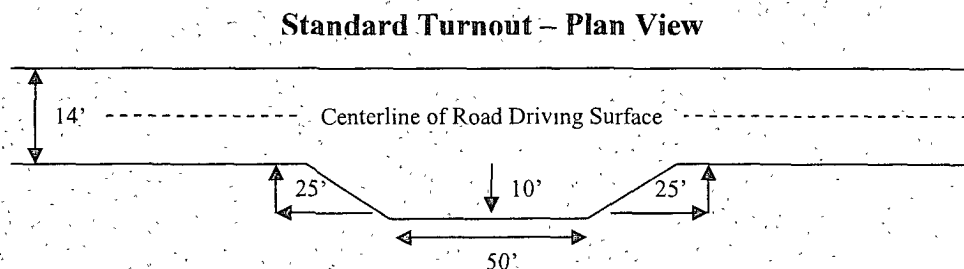 Standard Turnout – Plan View
14' Centerline of Road Driving Surface
25' 10' 25'
50'